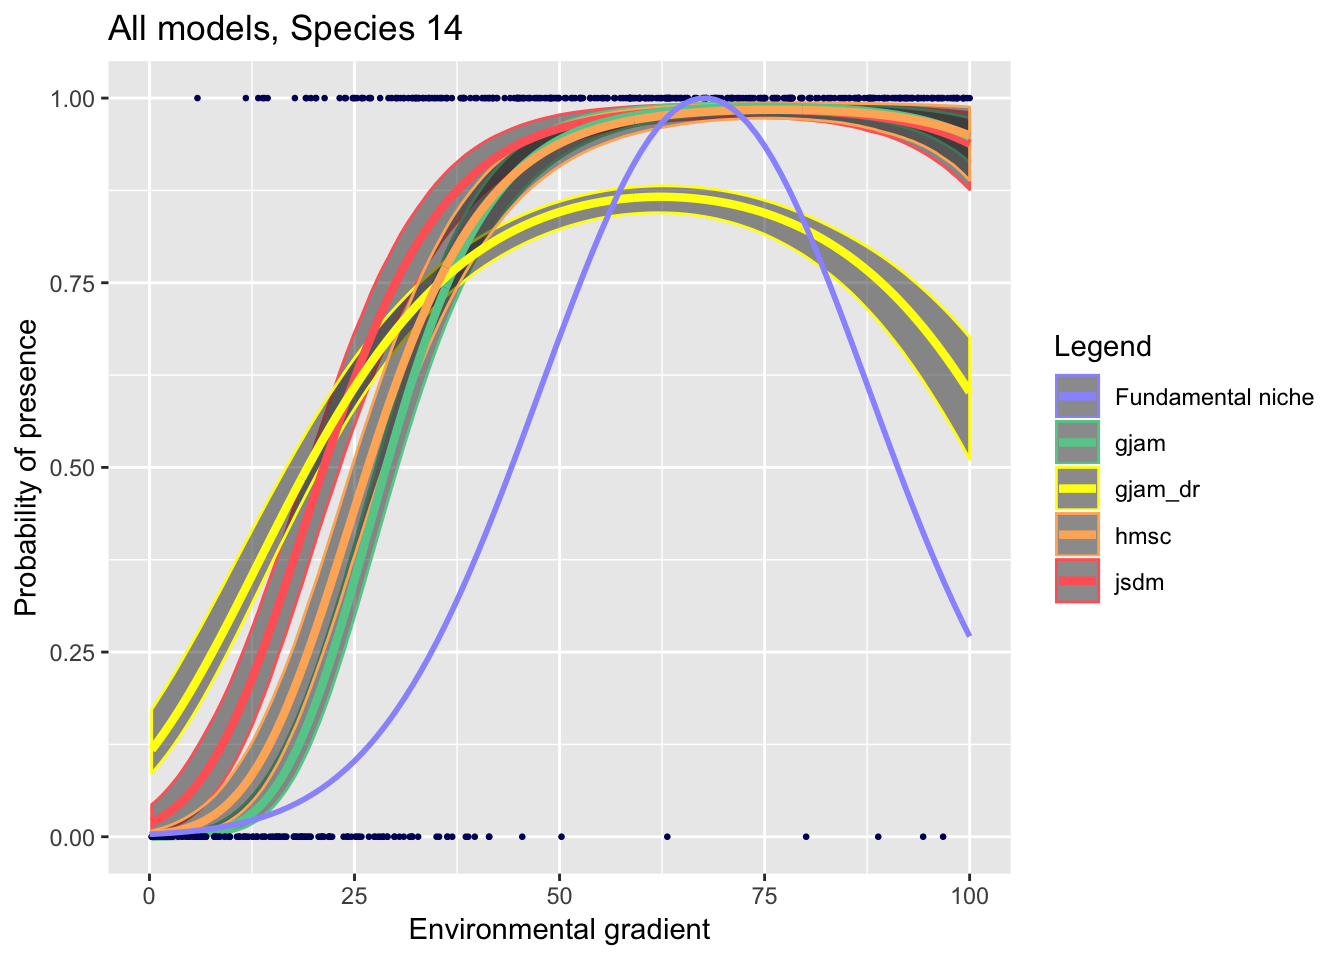 All models, Species 14
Probability of presence
1.00
0.75
0.50
0.25
0.00
0
25
50
75
100
Environmental gradient
Legend
Fundamental niche
gjam
gjam_dr
hmsc
jsdm